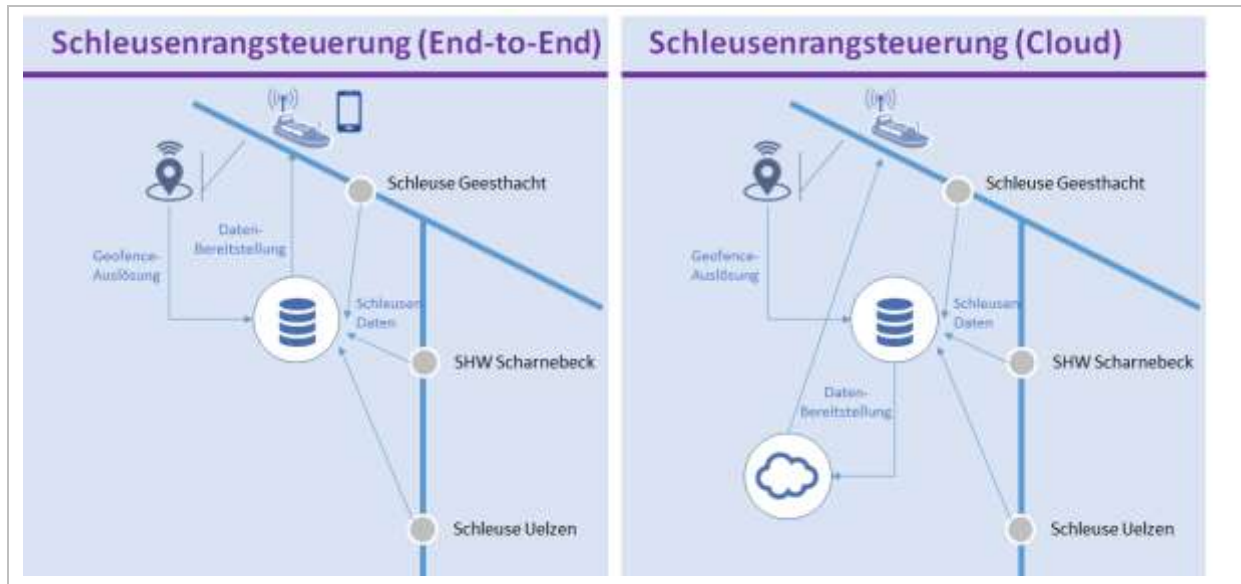 Schleusenrangsteuerung (End-to-End)
Schleuse Geesthacht
Daten-
Bereitstellung
Geofence-
Auslösung
Schleusen
Daten
SHW Scharnebeck
Schleuse Uelzen
Schleusenrangsteuerung (Cloud)
Schleuse Geesthacht
Geofence-
Auslösung
Schleusen
Daten
SHW Scharnebeck
Daten-
Bereitstellung
Schleuse Uelzen